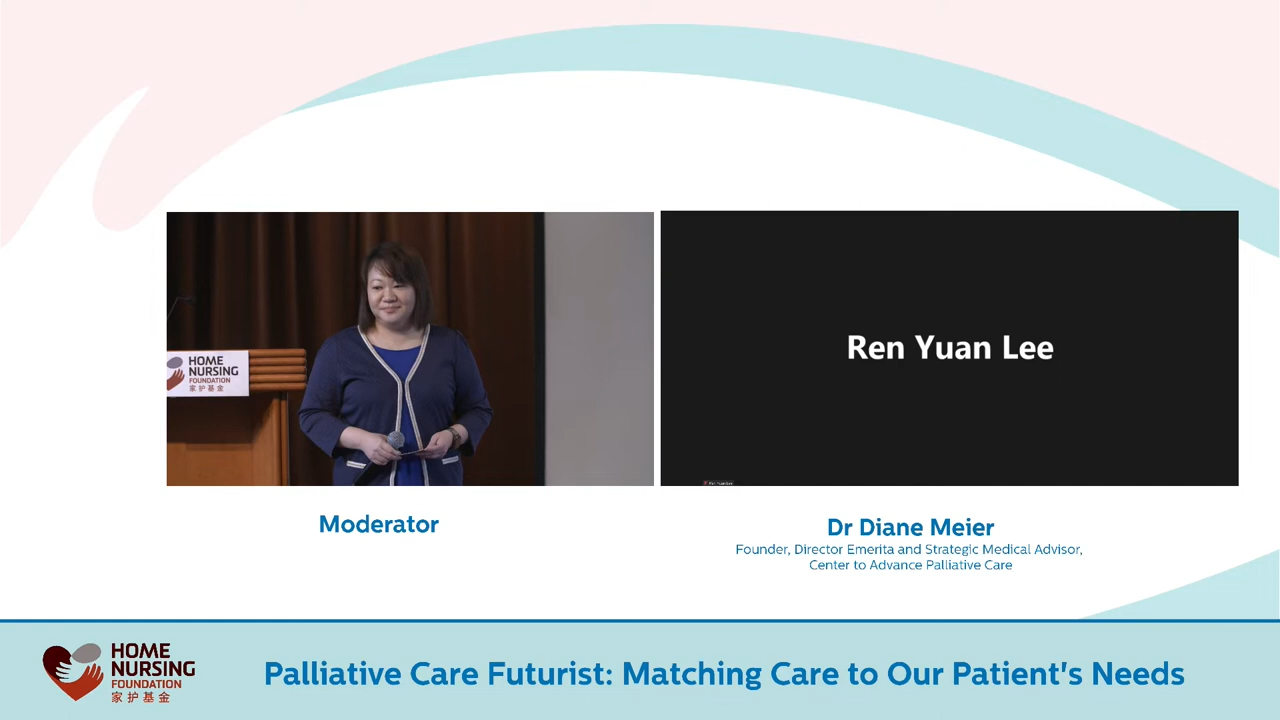 HOME
NURSING
FOUNDATION
家护基金
Ren Yuan Lee
Moderator
Dr Diane Meier
Founder, Director Emerita and Strategic Medical Advisor,
Center to Advance Palliative Care
HOME
NURSING
FOUNDATION
家护基金
Palliative Care Futurist: Matching Care to Our Patient's Needs